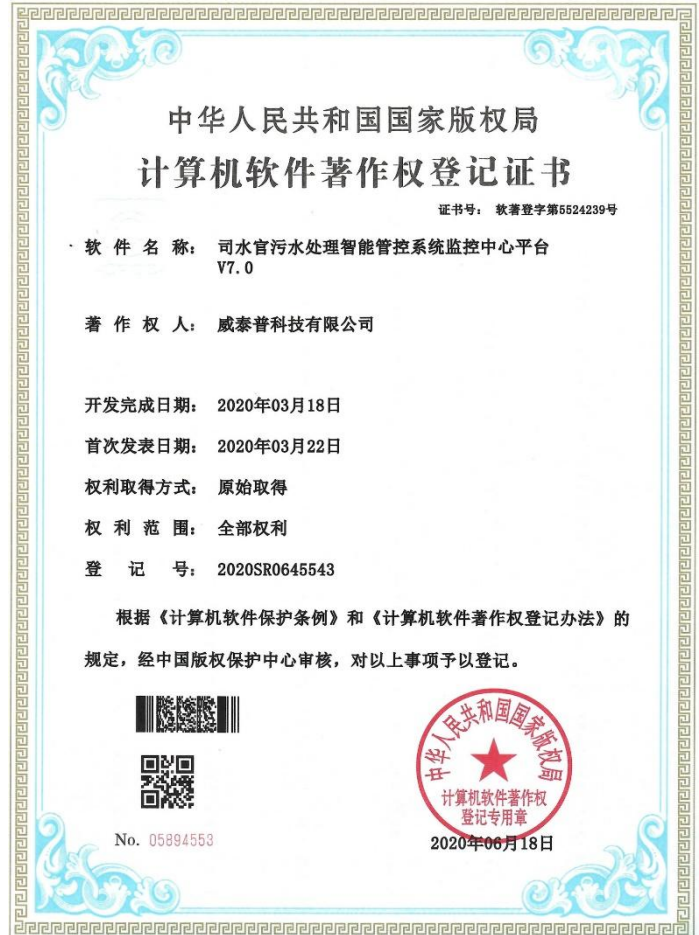 中华人民共和国国家版权局
计算机软件著作权登记证书
证书号： 软著登字第5524239号
软件名称： 司水官污水处理智能管控系统监控中心平台
V7.0
著作权人： 威泰普科技有限公司
开发完成日期： 2020年03月18日
首次发表日期： 2020年03月22日
权利取得方式： 原始取得
权利范围： 全部权利
登记号： 2020SR0645543
根据《计算机软件保护条例》和《计算机软件著作权登记办法》的
规定，经中国版权保护中心审核，对以上事项予以登记。
中华人民共和国国家版权局
计算机软件著作权
登记专用章
No. 05894553
2020年06月18日